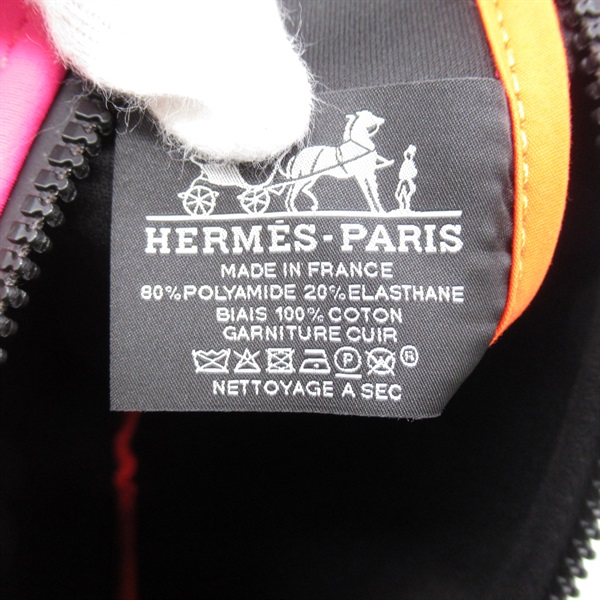 HERMÈS-PARIS
MADE IN FRANCE
80%POLYAMIDE 20%ELASTHANE
BIAIS 100% COTON
GARNITURE CUIR
P W ®
NETTOYAGE A SEC